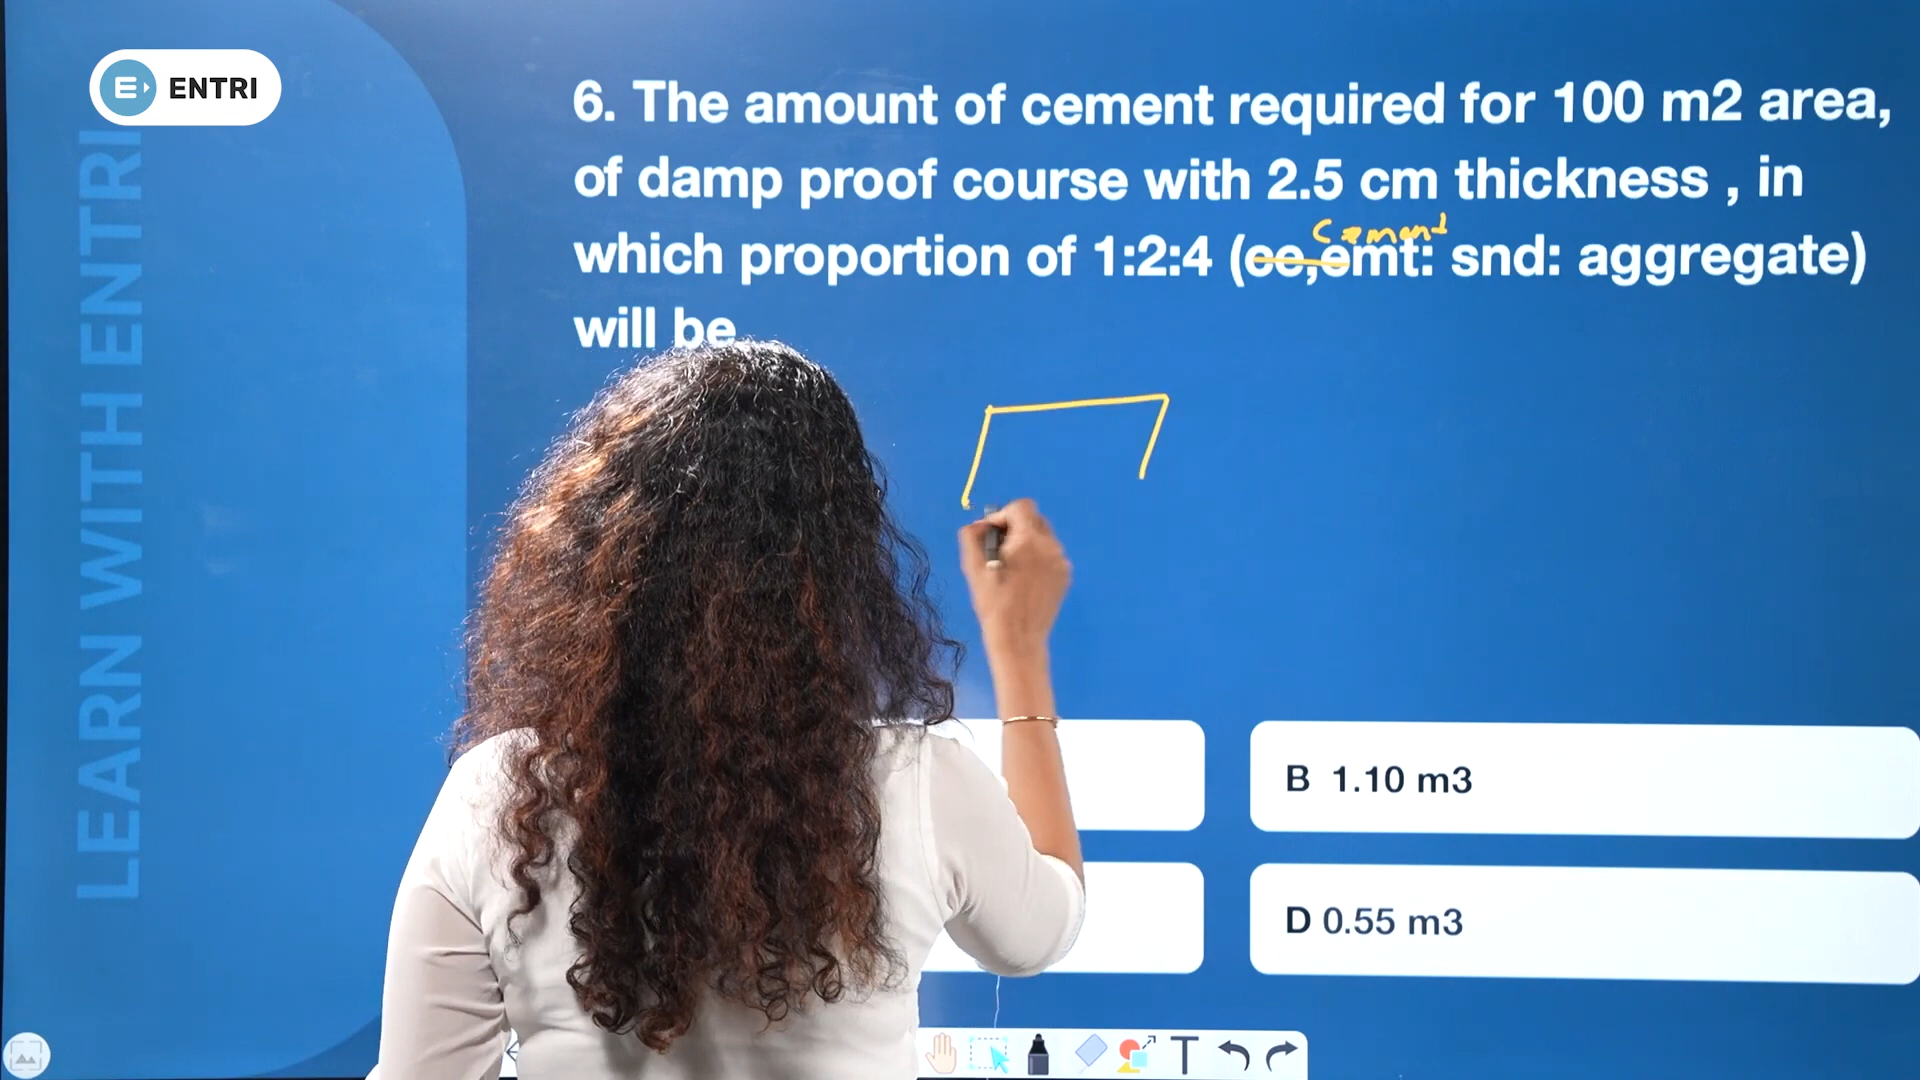 ENTRI
LEARN WITH ENTRI
6. The amount of cement required for 100 m2 area,
of damp proof course with 2.5 cm thickness , in
cement
which proportion of 1:2:4 (ce,emt: snd: aggregate)
will be
B 1.10 m3
D 0.55 m3
T